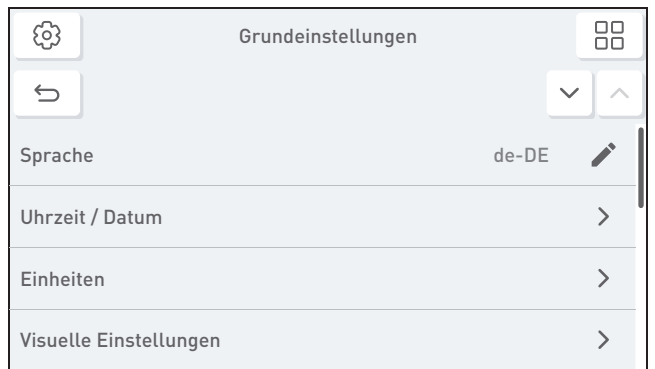 Grundeinstellungen
Sprache de-DE
Uhrzeit / Datum
Einheiten
Visuelle Einstellungen